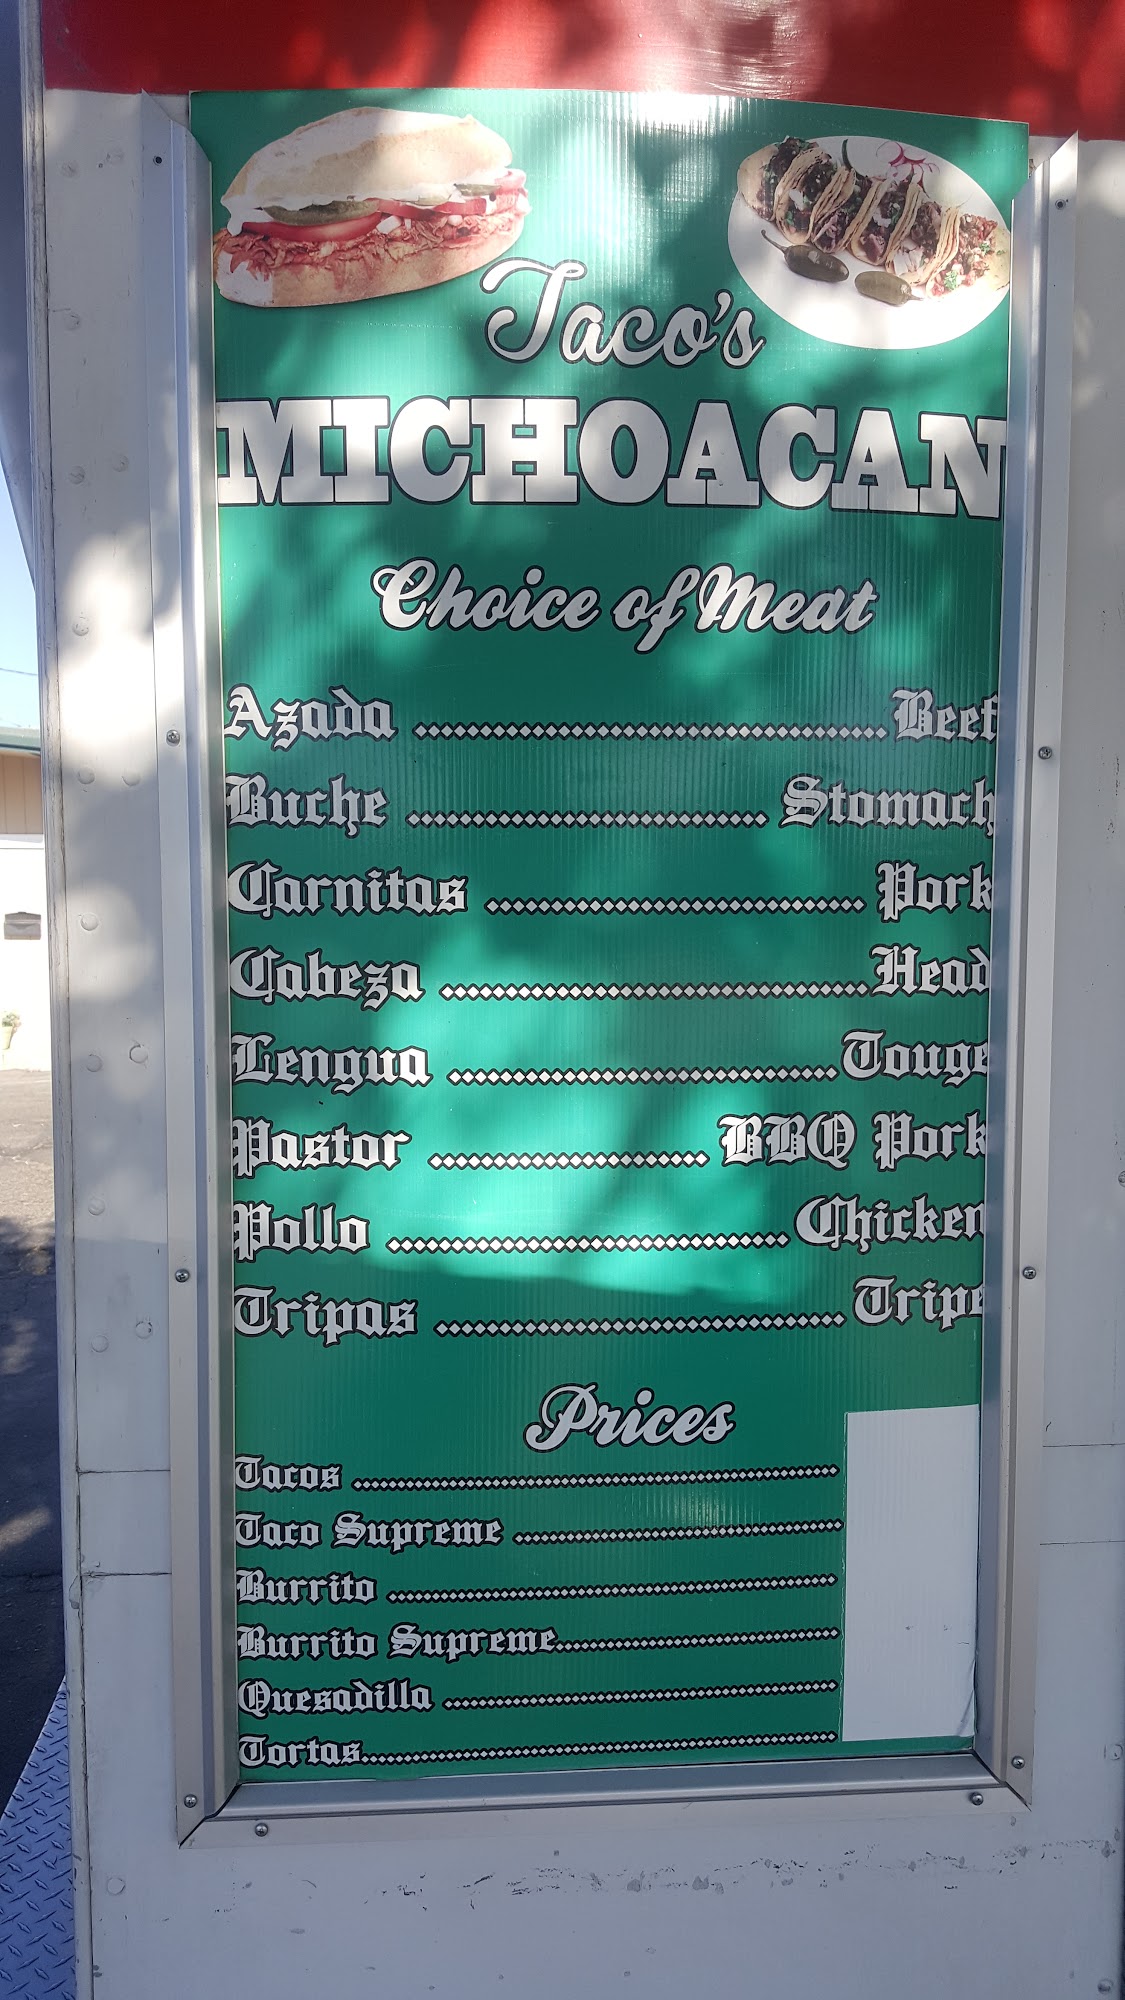 Taco's
MICHOACAN
Choice of Meat
Azada ........................................ Beef
Buche .............................. Stomach
Carnitas ................................ Pork
Cabeza .................................... Head
Lengua ................................. Touge
Pastor ........................ BBQ Pork
Pollo .................................. Chicken
Tripas ................................... Tripe
Prices
Tacos ..................................................
Taco Supreme ..................................
Burrito ..............................................
Burrito Supreme.............................
Quesadilla ........................................
Tortas..................................................